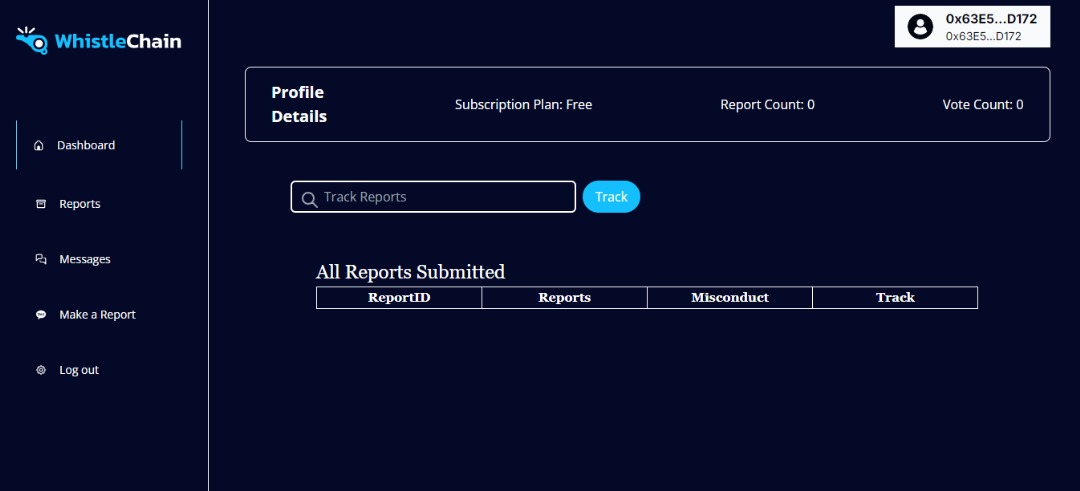 WhistleChain
0x63E5...D172
0x63E5...D172
Profile
Details
Subscription Plan: Free
Report Count: 0
Vote Count: 0
Dashboard
Reports
Messages
Make a Report
Log out
Track Reports
Track
All Reports Submitted
ReportID Reports Misconduct Track